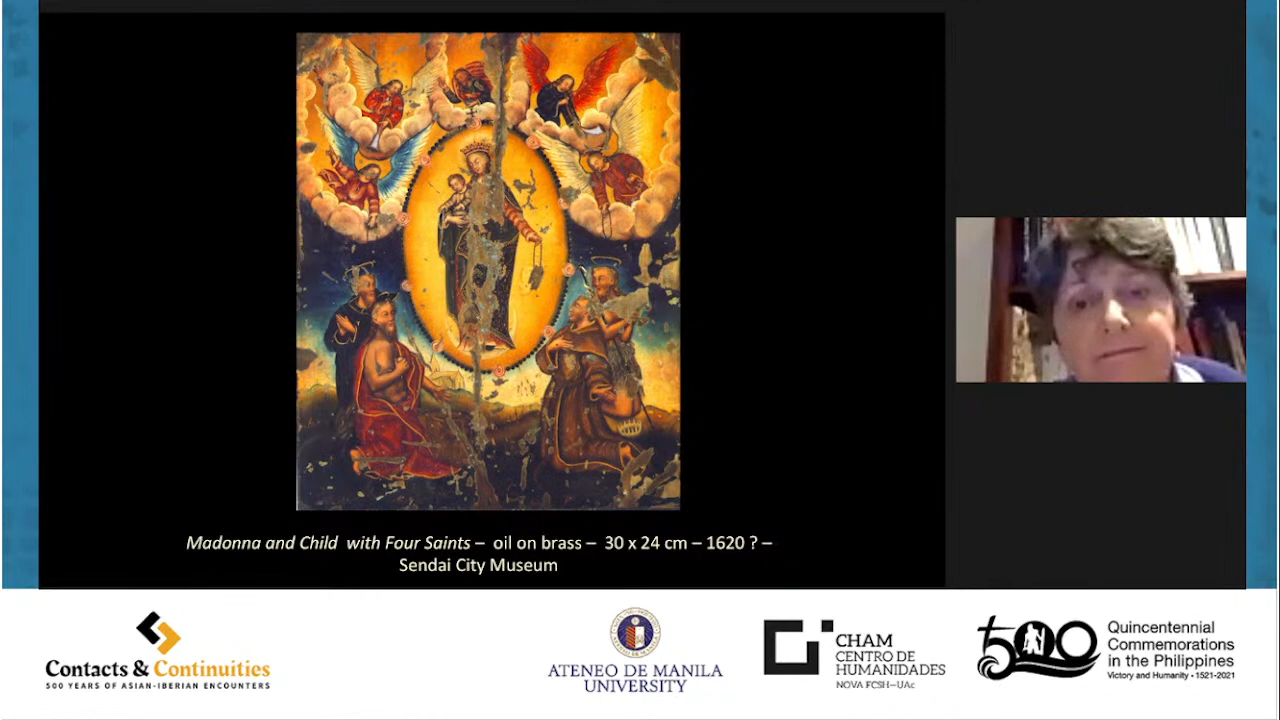 Madonna and Child with Four Saints – oil on brass – 30 x 24 cm – 1620 ? –
Sendai City Museum
Contacts & Continuities
500 YEARS OF ASIAN-IBERIAN ENCOUNTERS
ATENEO DE MANILA
UNIVERSITY
CHAM
CENTRO DE
HUMANIDADES
NOVA FCSH—UAc
500
Quincentennial
Commemorations
in the Philippines
Victory and Humanity • 1521-2021